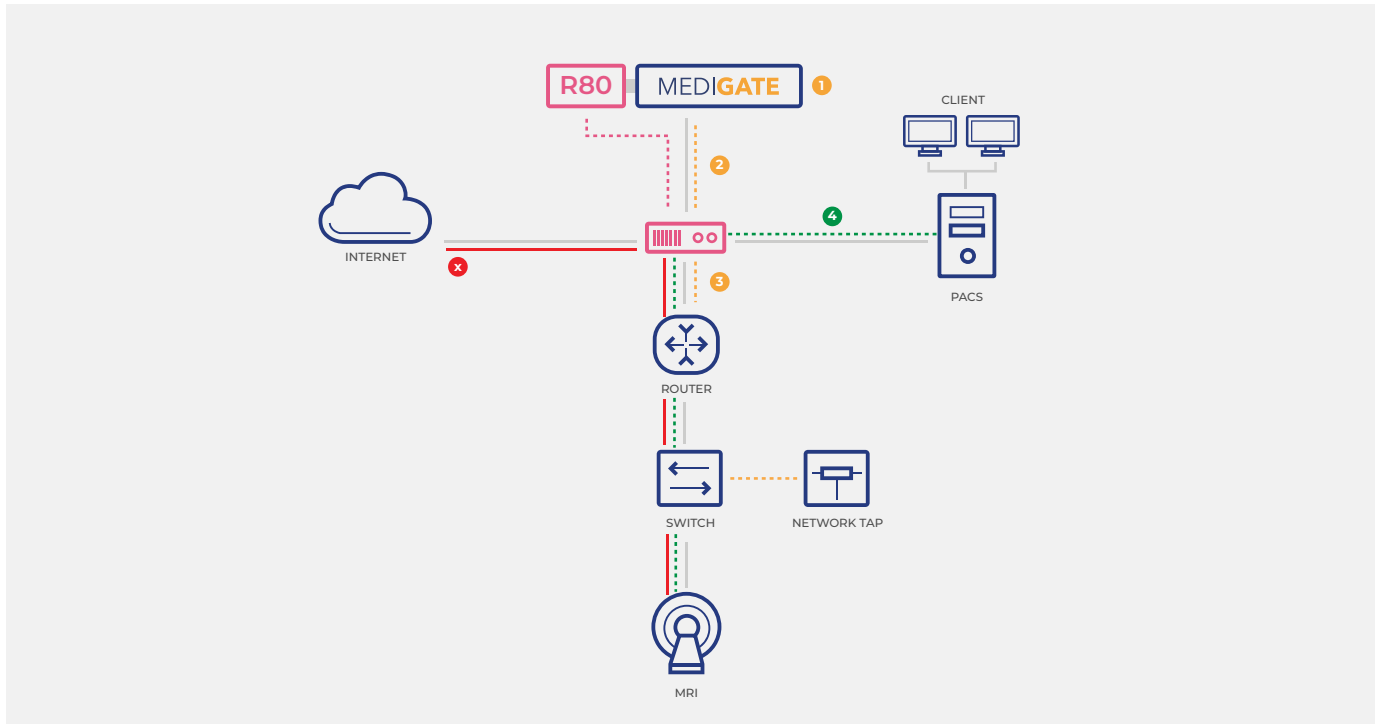 R80
MEDIGATE
1
CLIENT
2
INTERNET
4
x
3
PACS
ROUTER
SWITCH
NETWORK TAP
MRI